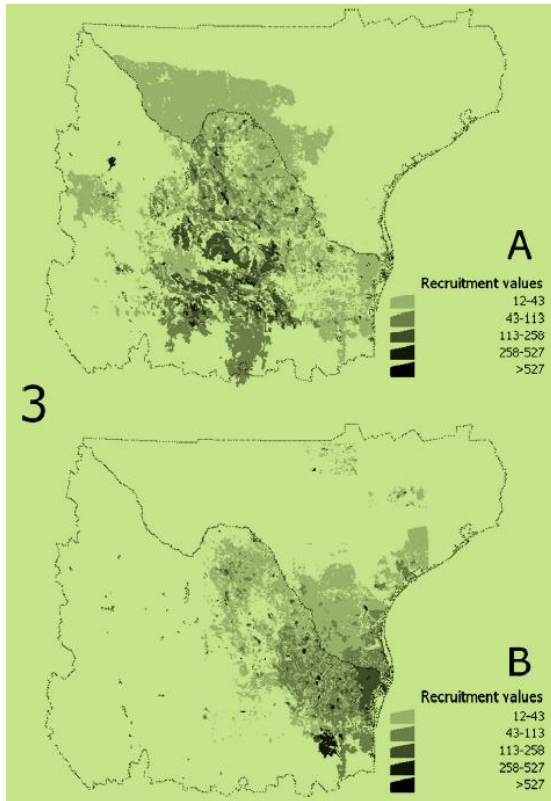 A
Recruitment values
12-43
43-113
113-258
258-527
>527
3
B
Recruitment values
12-43
43-113
113-258
258-527
>527